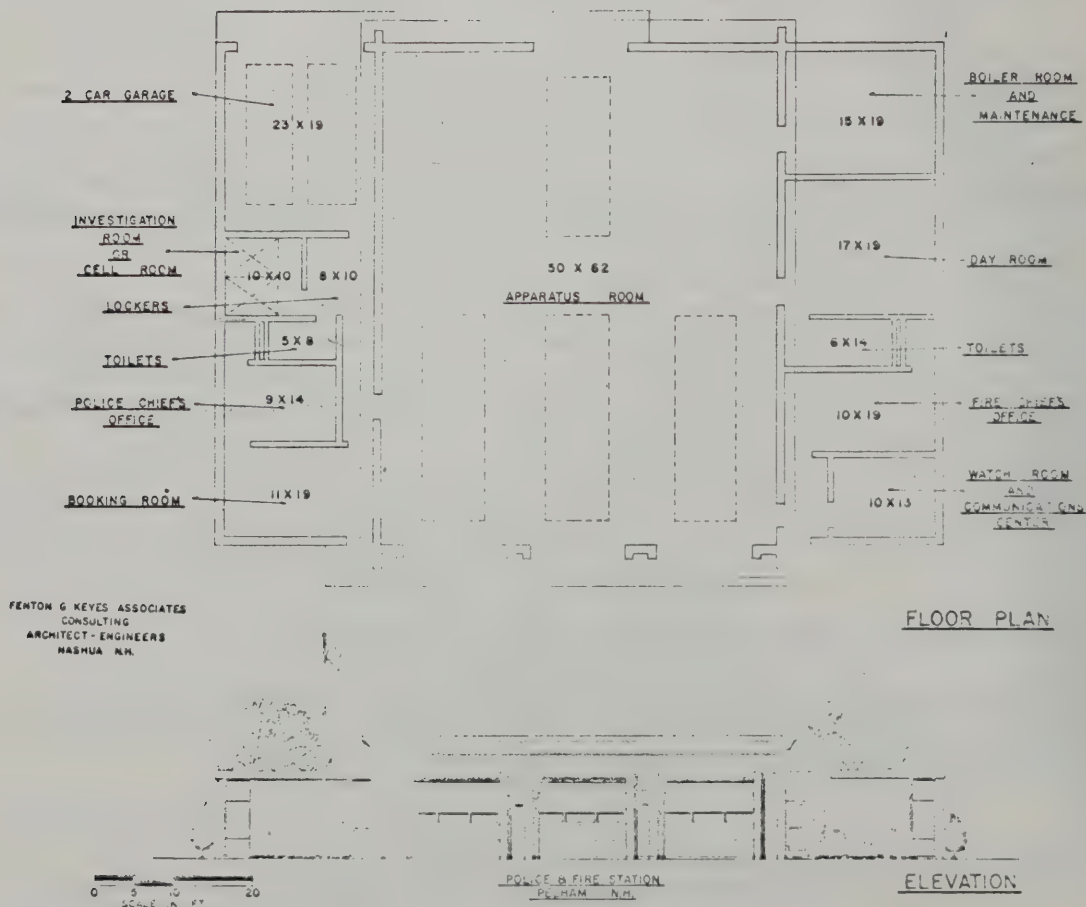 2 CAR GARAGE
23 X 19
INVESTIGATION
ROOM
OR
CELL ROOM
10 X 10
8 X 10
LOCKERS
5 X 8
TOILETS
POLICE CHIEF'S
OFFICE
9 X 14
BOOKING ROOM
11 X 19
50 X 62
APPARATUS ROOM
BOILER ROOM
AND
MAINTENANCE
15 X 19
17 X 19
DAY ROOM
6 X 14
TOILETS
10 X 19
FIRE CHIEF'S
OFFICE
WATCH ROOM
AND
COMMUNICATIONS
CENTER
10 X 13
FENTON G KEYES ASSOCIATES
CONSULTING
ARCHITECT - ENGINEERS
NASHUA N.H.
FLOOR PLAN
0 5 10 20
SCALE IN FT
POLICE & FIRE STATION
PELHAM N.H.
ELEVATION